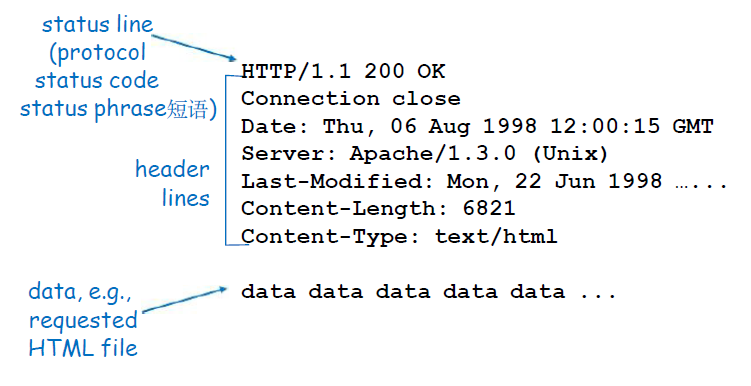 status line
(protocol
status code
status phrase短语)
HTTP/1.1 200 OK
Connection close
Date: Thu, 06 Aug 1998 12:00:15 GMT
Server: Apache/1.3.0 (Unix)
Last-Modified: Mon, 22 Jun 1998 …...
Content-Length: 6821
Content-Type: text/html
header
lines
data, e.g.,
requested
HTML file
data data data data data ...